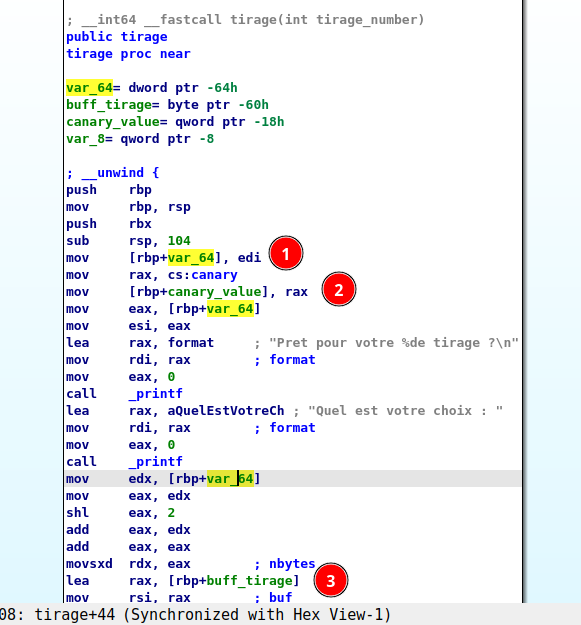 ; __int64 __fastcall tirage(int tirage_number)
public tirage
tirage proc near
var_64= dword ptr -64h
buff_tirage= byte ptr -60h
canary_value= qword ptr -18h
var_8= qword ptr -8
; __unwind {
push rbp
mov rbp, rsp
push rbx
sub rsp, 104
mov [rbp+var_64], edi 1
mov rax, cs:canary
mov [rbp+canary_value], rax 2
mov eax, [rbp+var_64]
mov esi, eax
lea rax, format ; "Pret pour votre %de tirage ?\n"
mov rdi, rax ; format
mov eax, 0
call _printf
lea rax, aQuelEstVotreCh ; "Quel est votre choix : "
mov rdi, rax ; format
mov eax, 0
call _printf
mov edx, [rbp+var_64]
mov eax, edx
shl eax, 2
add eax, edx
add eax, eax
movsxd rdx, eax ; nbytes
lea rax, [rbp+buff_tirage] 3
mov rsi, rax ; buf
08: tirage+44 (Synchronized with Hex View-1)